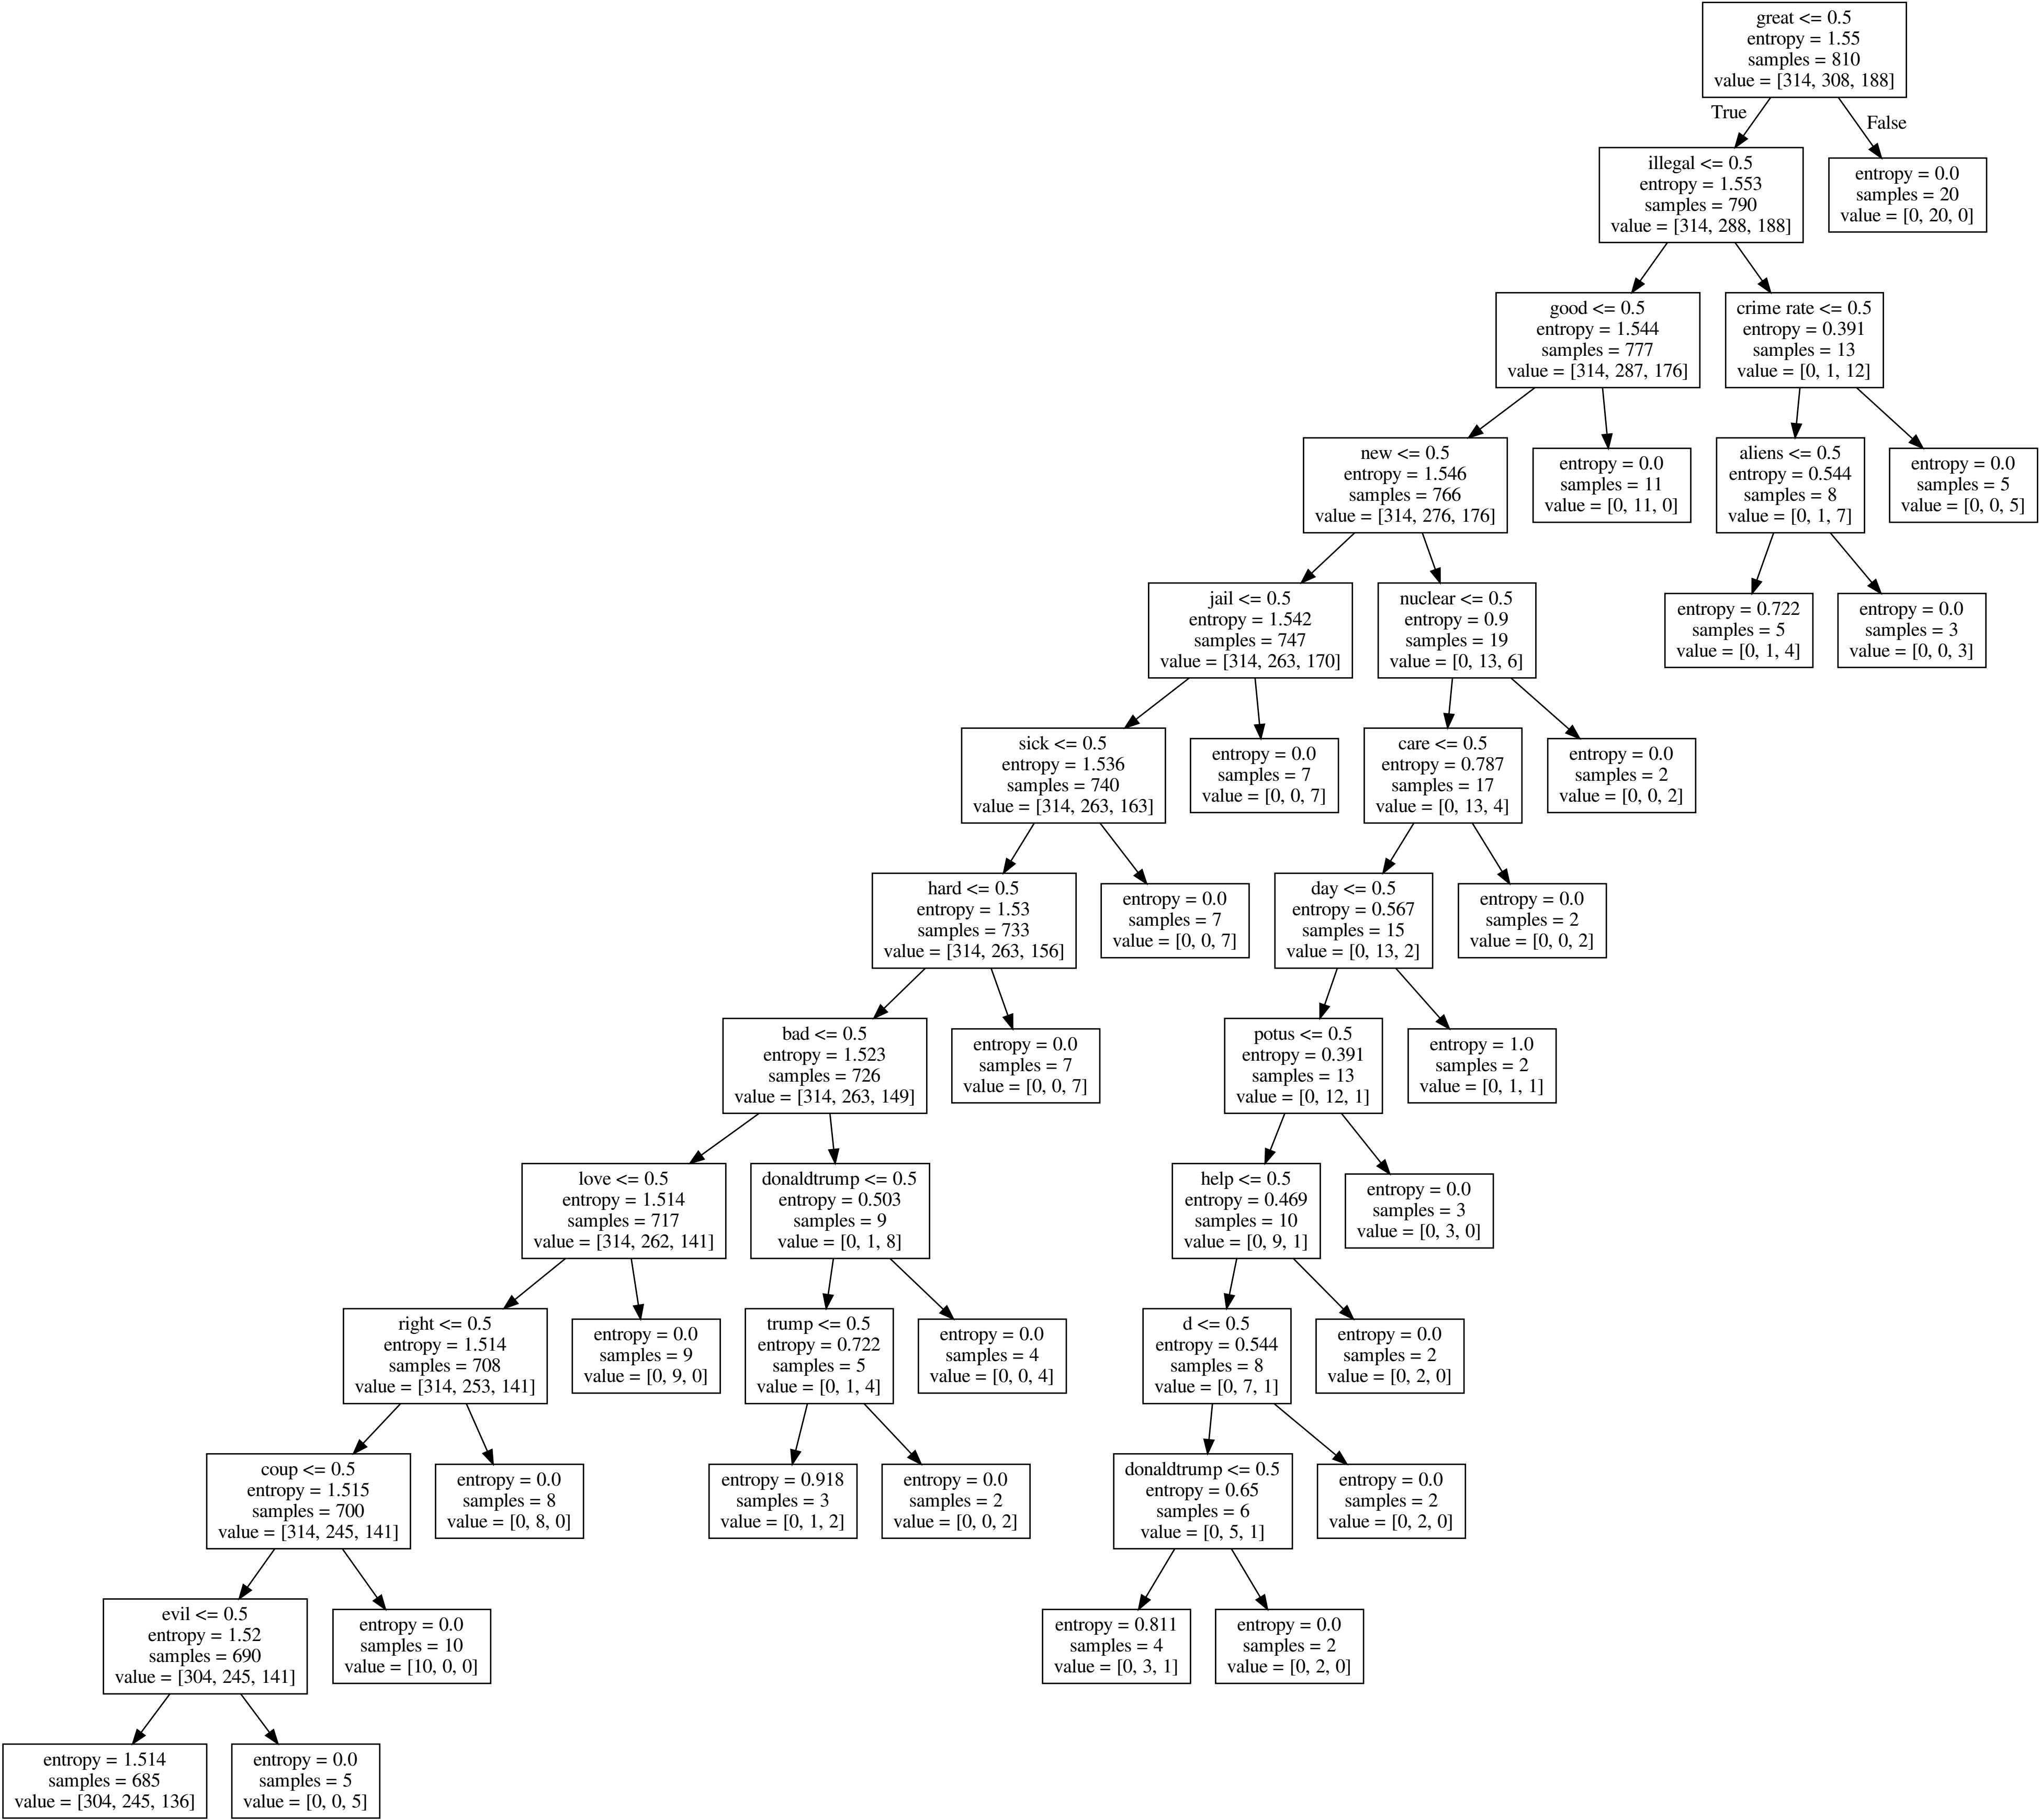 great <= 0.5
entropy = 1.55
samples = 810
value = [314, 308, 188]
True
False
illegal <= 0.5
entropy = 1.553
samples = 790
value = [314, 288, 188]
entropy = 0.0
samples = 20
value = [0, 20, 0]
good <= 0.5
entropy = 1.544
samples = 777
value = [314, 287, 176]
crime rate <= 0.5
entropy = 0.391
samples = 13
value = [0, 1, 12]
new <= 0.5
entropy = 1.546
samples = 766
value = [314, 276, 176]
entropy = 0.0
samples = 11
value = [0, 11, 0]
aliens <= 0.5
entropy = 0.544
samples = 8
value = [0, 1, 7]
entropy = 0.0
samples = 5
value = [0, 0, 5]
jail <= 0.5
entropy = 1.542
samples = 747
value = [314, 263, 170]
nuclear <= 0.5
entropy = 0.9
samples = 19
value = [0, 13, 6]
entropy = 0.722
samples = 5
value = [0, 1, 4]
entropy = 0.0
samples = 3
value = [0, 0, 3]
sick <= 0.5
entropy = 1.536
samples = 740
value = [314, 263, 163]
entropy = 0.0
samples = 7
value = [0, 0, 7]
care <= 0.5
entropy = 0.787
samples = 17
value = [0, 13, 4]
entropy = 0.0
samples = 2
value = [0, 0, 2]
hard <= 0.5
entropy = 1.53
samples = 733
value = [314, 263, 156]
entropy = 0.0
samples = 7
value = [0, 0, 7]
day <= 0.5
entropy = 0.567
samples = 15
value = [0, 13, 2]
entropy = 0.0
samples = 2
value = [0, 0, 2]
bad <= 0.5
entropy = 1.523
samples = 726
value = [314, 263, 149]
entropy = 0.0
samples = 7
value = [0, 0, 7]
potus <= 0.5
entropy = 0.391
samples = 13
value = [0, 12, 1]
entropy = 1.0
samples = 2
value = [0, 1, 1]
love <= 0.5
entropy = 1.514
samples = 717
value = [314, 262, 141]
donaldtrump <= 0.5
entropy = 0.503
samples = 9
value = [0, 1, 8]
help <= 0.5
entropy = 0.469
samples = 10
value = [0, 9, 1]
entropy = 0.0
samples = 3
value = [0, 3, 0]
right <= 0.5
entropy = 1.514
samples = 708
value = [314, 253, 141]
entropy = 0.0
samples = 9
value = [0, 9, 0]
trump <= 0.5
entropy = 0.722
samples = 5
value = [0, 1, 4]
entropy = 0.0
samples = 4
value = [0, 0, 4]
d <= 0.5
entropy = 0.544
samples = 8
value = [0, 7, 1]
entropy = 0.0
samples = 2
value = [0, 2, 0]
coup <= 0.5
entropy = 1.515
samples = 700
value = [314, 245, 141]
entropy = 0.0
samples = 8
value = [0, 8, 0]
entropy = 0.918
samples = 3
value = [0, 1, 2]
entropy = 0.0
samples = 2
value = [0, 0, 2]
donaldtrump <= 0.5
entropy = 0.65
samples = 6
value = [0, 5, 1]
entropy = 0.0
samples = 2
value = [0, 2, 0]
evil <= 0.5
entropy = 1.52
samples = 690
value = [304, 245, 141]
entropy = 0.0
samples = 10
value = [10, 0, 0]
entropy = 0.811
samples = 4
value = [0, 3, 1]
entropy = 0.0
samples = 2
value = [0, 2, 0]
entropy = 1.514
samples = 685
value = [304, 245, 136]
entropy = 0.0
samples = 5
value = [0, 0, 5]